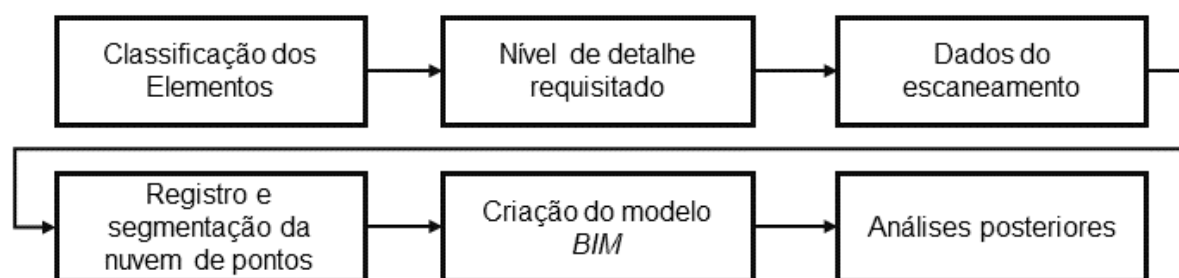 Classificação dos
Elementos
Nível de detalhe
requisitado
Dados do
escaneamento
Registro e
segmentação da
nuvem de pontos
Criação do modelo
BIM
Análises posteriores